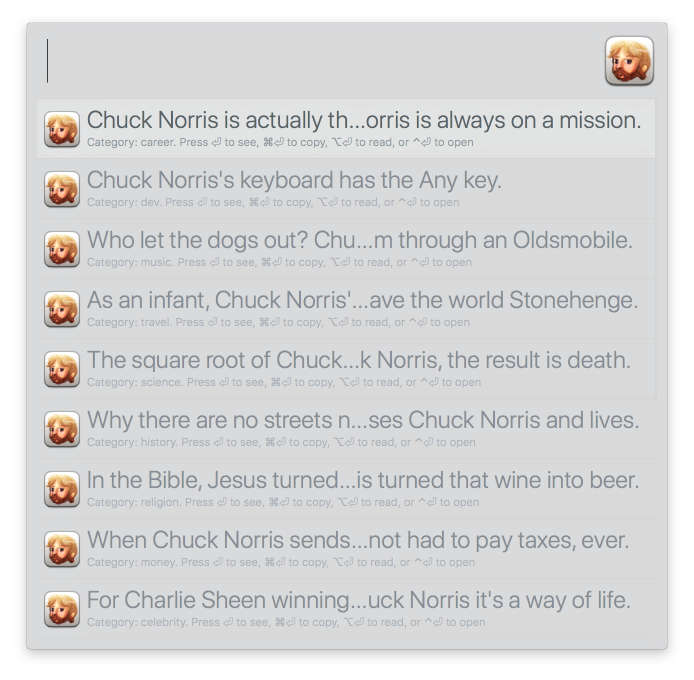 Chuck Norris is actually th...orris is always on a mission.
Category: career. Press ⏎ to see, ⌘⏎ to copy, ⌥⏎ to read, or ^⏎ to open
Chuck Norris's keyboard has the Any key.
Category: dev. Press ⏎ to see, ⌘⏎ to copy, ⌥⏎ to read, or ^⏎ to open
Who let the dogs out? Chu...m through an Oldsmobile.
Category: music. Press ⏎ to see, ⌘⏎ to copy, ⌥⏎ to read, or ^⏎ to open
As an infant, Chuck Norris'...ave the world Stonehenge.
Category: travel. Press ⏎ to see, ⌘⏎ to copy, ⌥⏎ to read, or ^⏎ to open
The square root of Chuck...k Norris, the result is death.
Category: science. Press ⏎ to see, ⌘⏎ to copy, ⌥⏎ to read, or ^⏎ to open
Why there are no streets n...ses Chuck Norris and lives.
Category: history. Press ⏎ to see, ⌘⏎ to copy, ⌥⏎ to read, or ^⏎ to open
In the Bible, Jesus turned...is turned that wine into beer.
Category: religion. Press ⏎ to see, ⌘⏎ to copy, ⌥⏎ to read, or ^⏎ to open
When Chuck Norris sends...not had to pay taxes, ever.
Category: money. Press ⏎ to see, ⌘⏎ to copy, ⌥⏎ to read, or ^⏎ to open
For Charlie Sheen winning...uck Norris it's a way of life.
Category: celebrity. Press ⏎ to see, ⌘⏎ to copy, ⌥⏎ to read, or ^⏎ to open